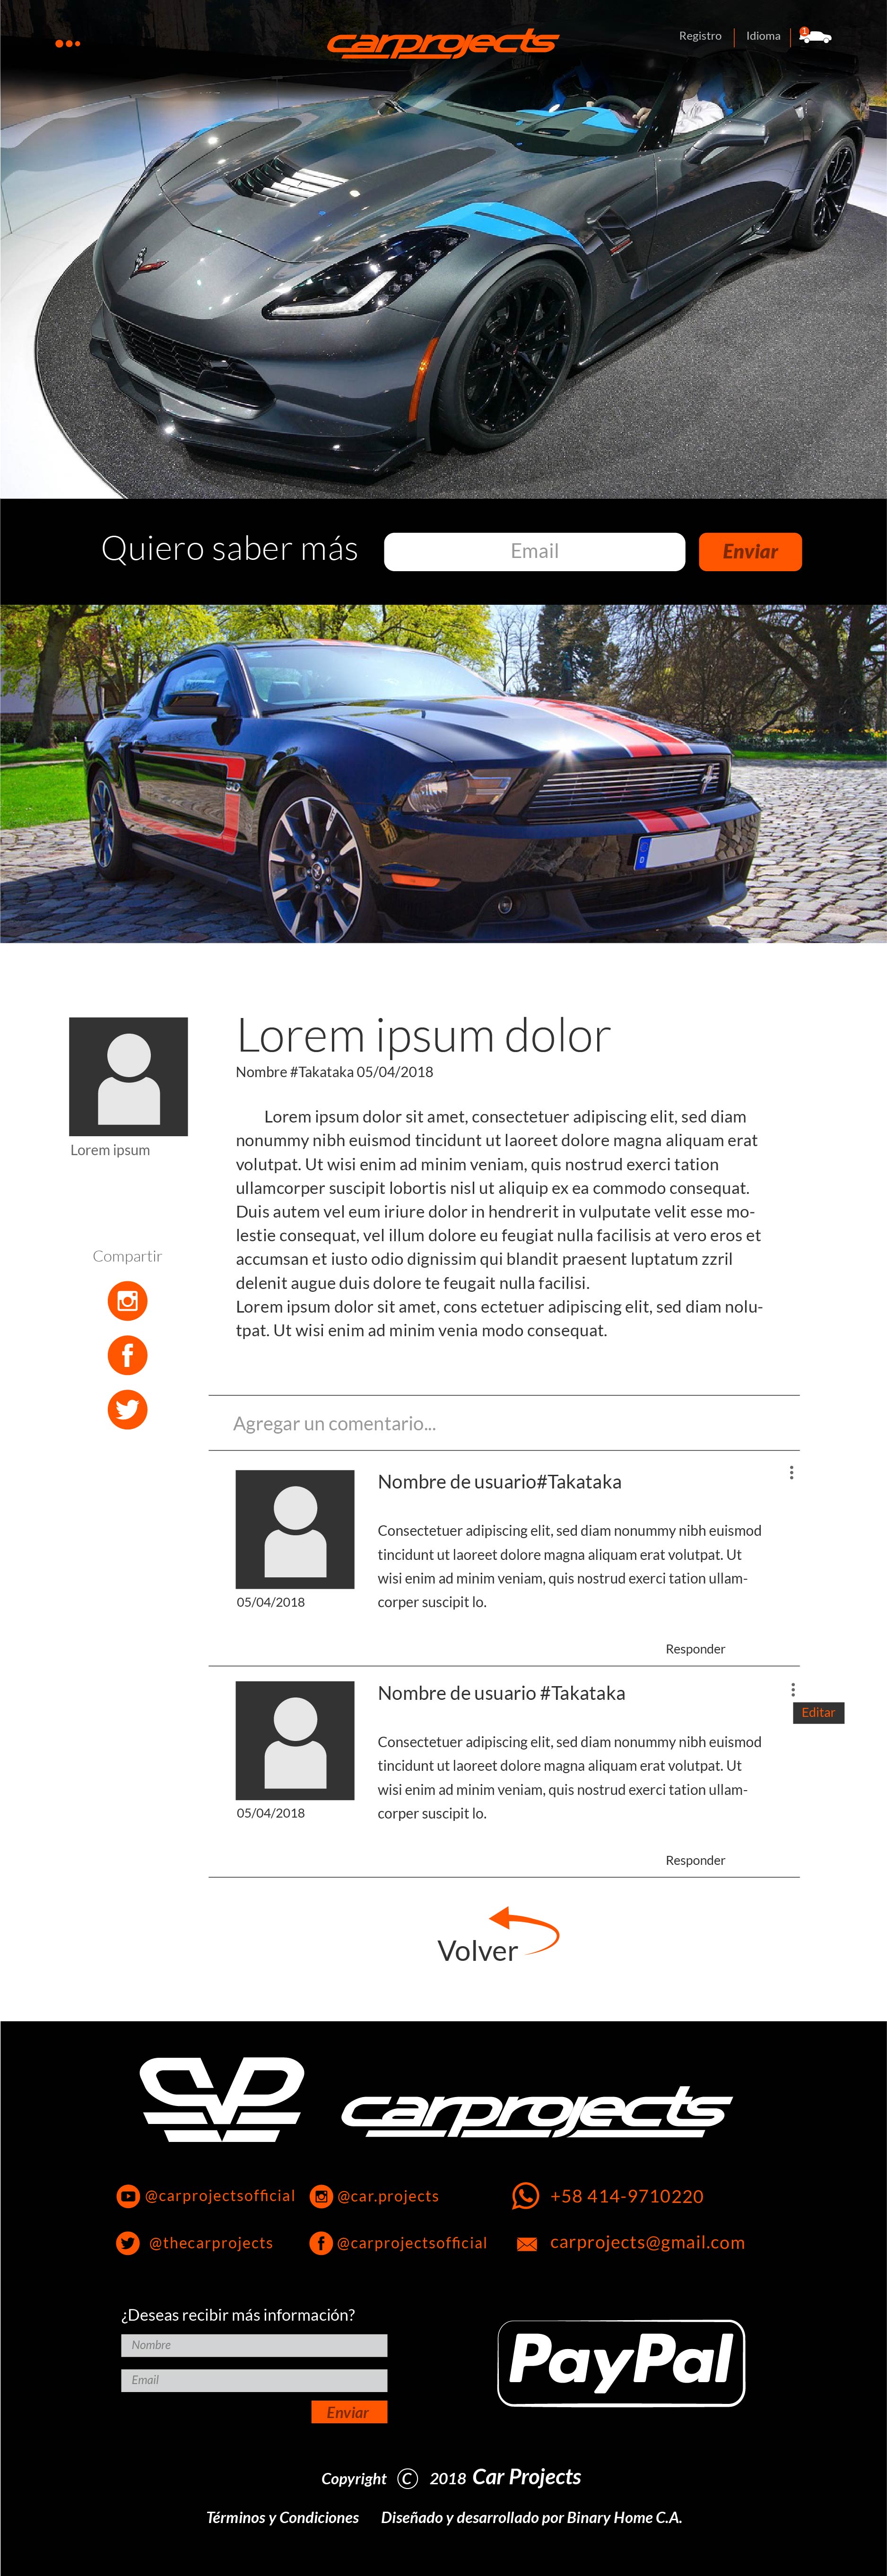 carprojects
Registro
Idioma
1
Quiero saber más
Email
Enviar
50
D
Lorem ipsum dolor
Nombre #Takataka 05/04/2018
Lorem ipsum
Lorem ipsum dolor sit amet, consectetuer adipiscing elit, sed diam
nonummy nibh euismod tincidunt ut laoreet dolore magna aliquam erat
volutpat. Ut wisi enim ad minim veniam, quis nostrud exerci tation
ullamcorper suscipit lobortis nisl ut aliquip ex ea commodo consequat.
Duis autem vel eum iriure dolor in hendrerit in vulputate velit esse mo-
lestie consequat, vel illum dolore eu feugiat nulla facilisis at vero eros et
accumsan et iusto odio dignissim qui blandit praesent luptatum zzril
delenit augue duis dolore te feugait nulla facilisi.
Lorem ipsum dolor sit amet, cons ectetuer adipiscing elit, sed diam nolu-
tpat. Ut wisi enim ad minim venia modo consequat.
Compartir
Agregar un comentario...
Nombre de usuario#Takataka
Consectetuer adipiscing elit, sed diam nonummy nibh euismod
tincidunt ut laoreet dolore magna aliquam erat volutpat. Ut
wisi enim ad minim veniam, quis nostrud exerci tation ullam-
corper suscipit lo.
05/04/2018
Responder
Nombre de usuario #Takataka
Editar
Consectetuer adipiscing elit, sed diam nonummy nibh euismod
tincidunt ut laoreet dolore magna aliquam erat volutpat. Ut
wisi enim ad minim veniam, quis nostrud exerci tation ullam-
corper suscipit lo.
05/04/2018
Responder
Volver
carprojects
@carprojectsofficial
@car.projects
+58 414-9710220
@thecarprojects
@carprojectsofficial
carprojects@gmail.com
¿Deseas recibir más información?
Nombre
Email
Enviar
PayPal
Copyright © 2018 Car Projects
Términos y Condiciones
Diseñado y desarrollado por Binary Home C.A.